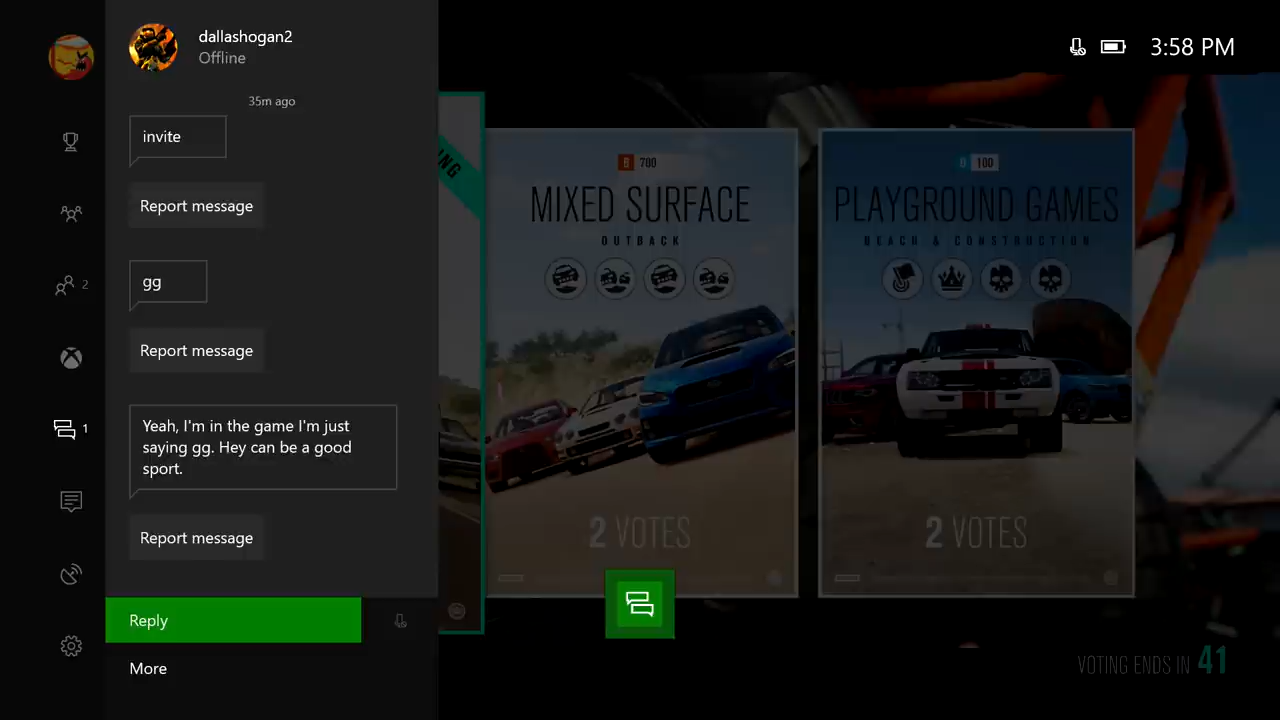 dallashogan2
Offline
3:58 PM
35m ago
invite
Report message
gg
Report message
Yeah, I'm in the game I'm just
saying gg. Hey can be a good
sport.
Report message
Reply
More
2
1
NG
B 700
MIXED SURFACE
OUTBACK
2 VOTES
D 100
PLAYGROUND GAMES
BEACH & CONSTRUCTION
2 VOTES
VOTING ENDS IN 41